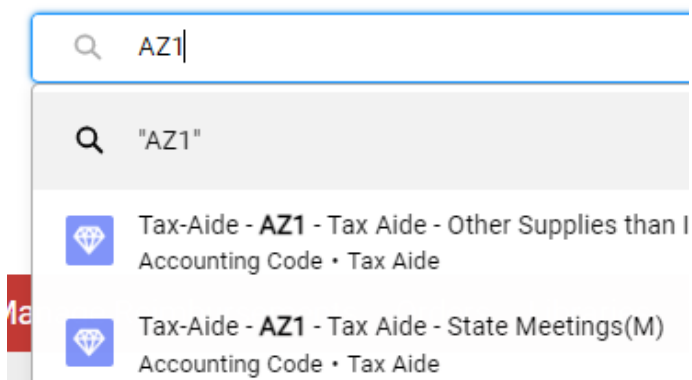 AZ1
"AZ1"
Tax-Aide - AZ1 - Tax Aide - Other Supplies than
Accounting Code • Tax Aide
Tax-Aide - AZ1 - Tax Aide - State Meetings(M)
Accounting Code • Tax Aide